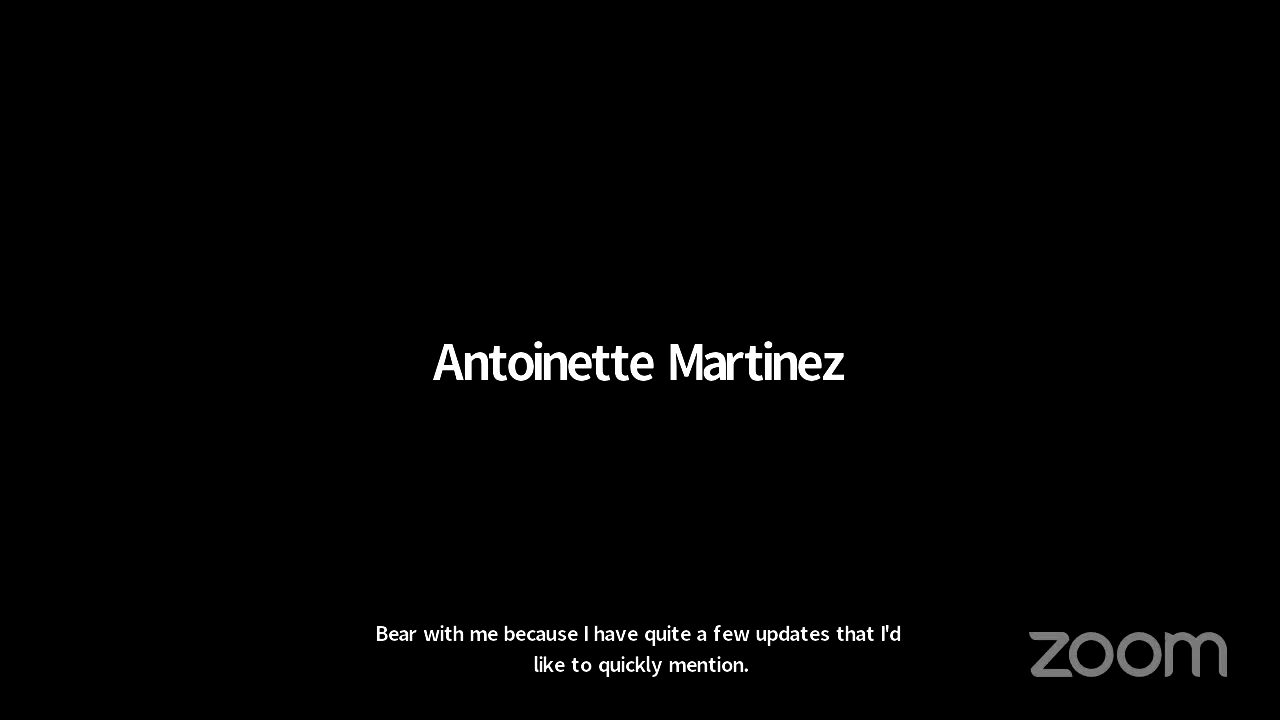 Antoinette Martinez
Bear with me because I have quite a few updates that I'd
like to quickly mention.
zoom